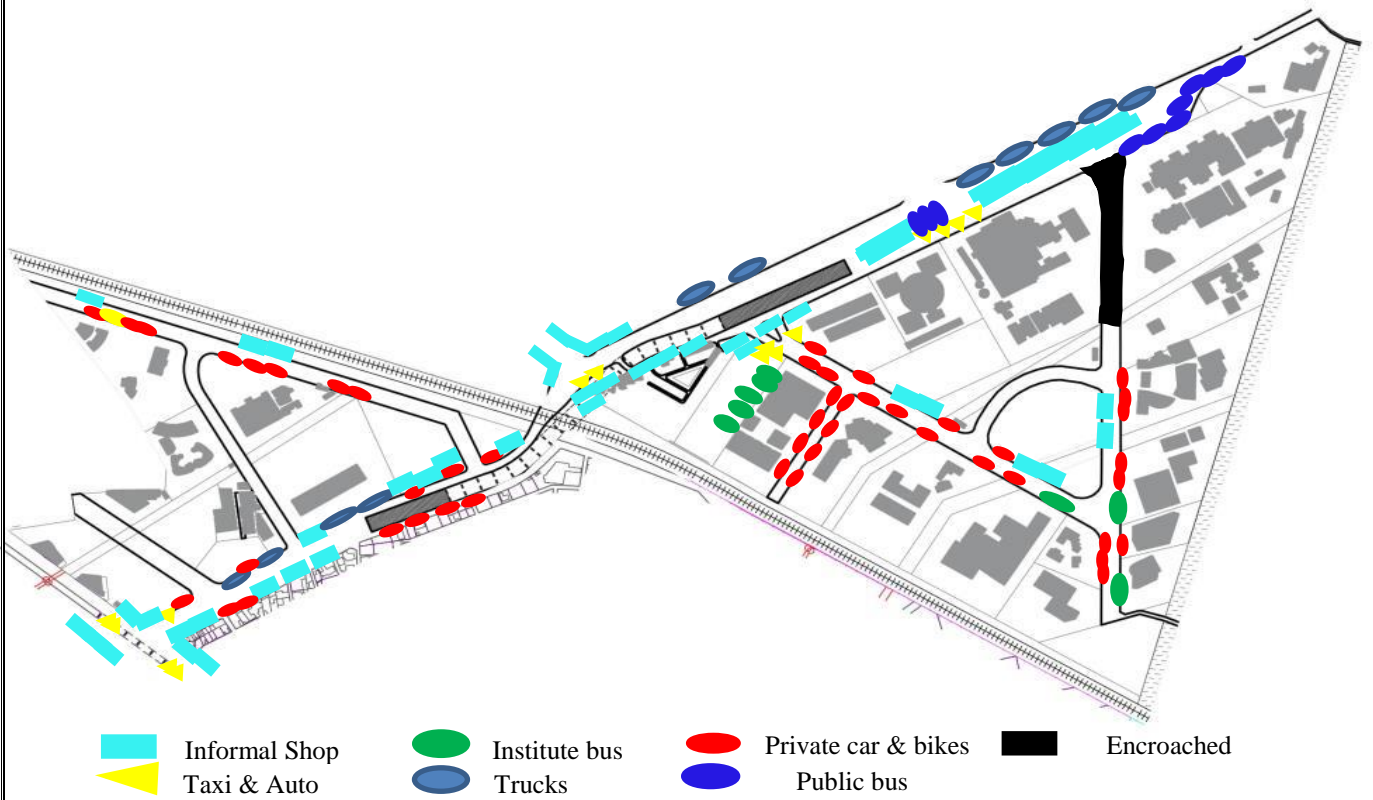 Informal Shop Institute bus Private car & bikes Encroached
Taxi & Auto Trucks Public bus